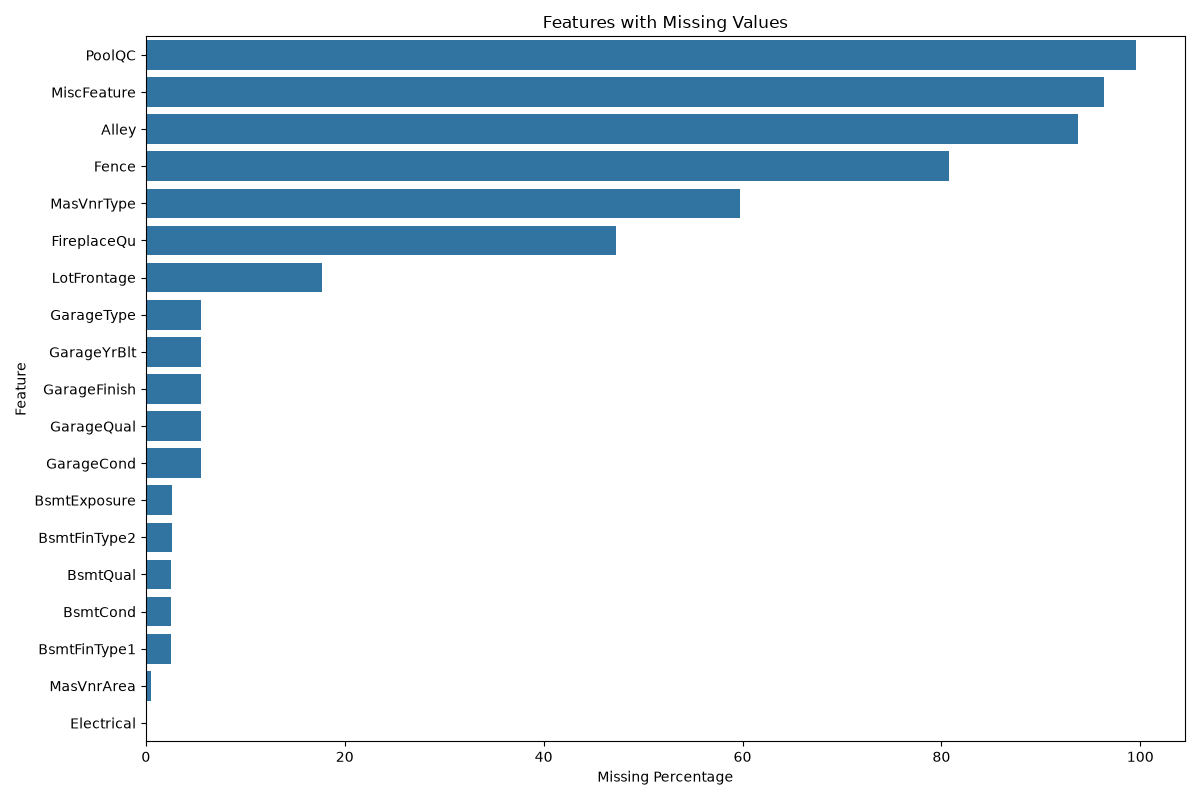 Features with Missing Values
Feature
PoolQC
MiscFeature
Alley
Fence
MasVnrType
FireplaceQu
LotFrontage
GarageType
GarageYrBlt
GarageFinish
GarageQual
GarageCond
BsmtExposure
BsmtFinType2
BsmtQual
BsmtCond
BsmtFinType1
MasVnrArea
Electrical
0 20 40 60 80 100
Missing Percentage